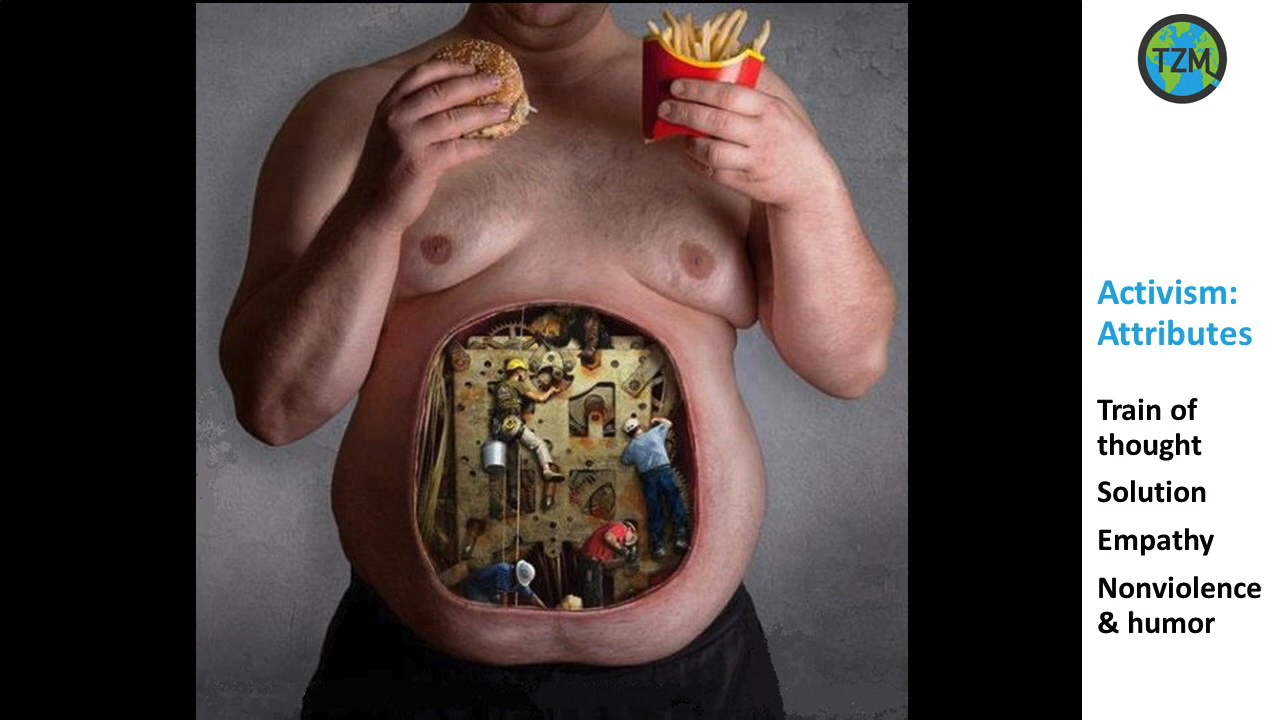 TZM
Activism:
Attributes
Train of
thought
Solution
Empathy
Nonviolence
& humor